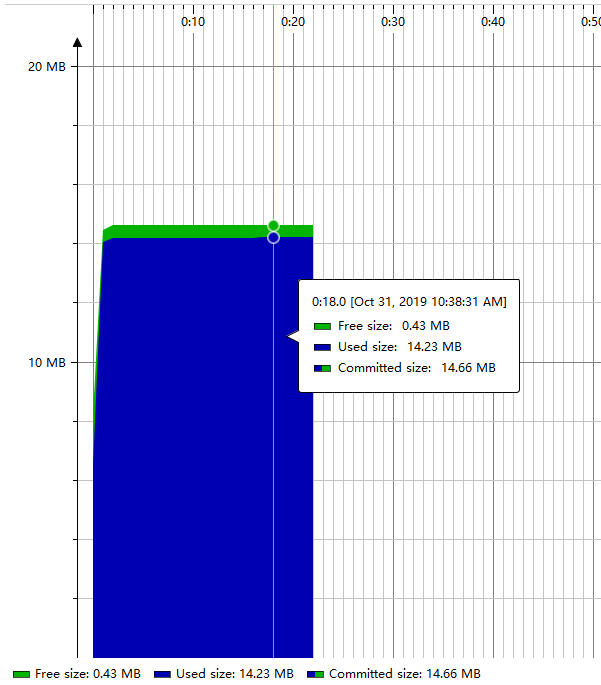 0:10 0:20 0:30 0:40 0:50
20 MB
0:18.0 [Oct 31, 2019 10:38:31 AM]
Free size: 0.43 MB
Used size: 14.23 MB
10 MB
Committed size: 14.66 MB
Free size: 0.43 MB Used size: 14.23 MB Committed size: 14.66 MB